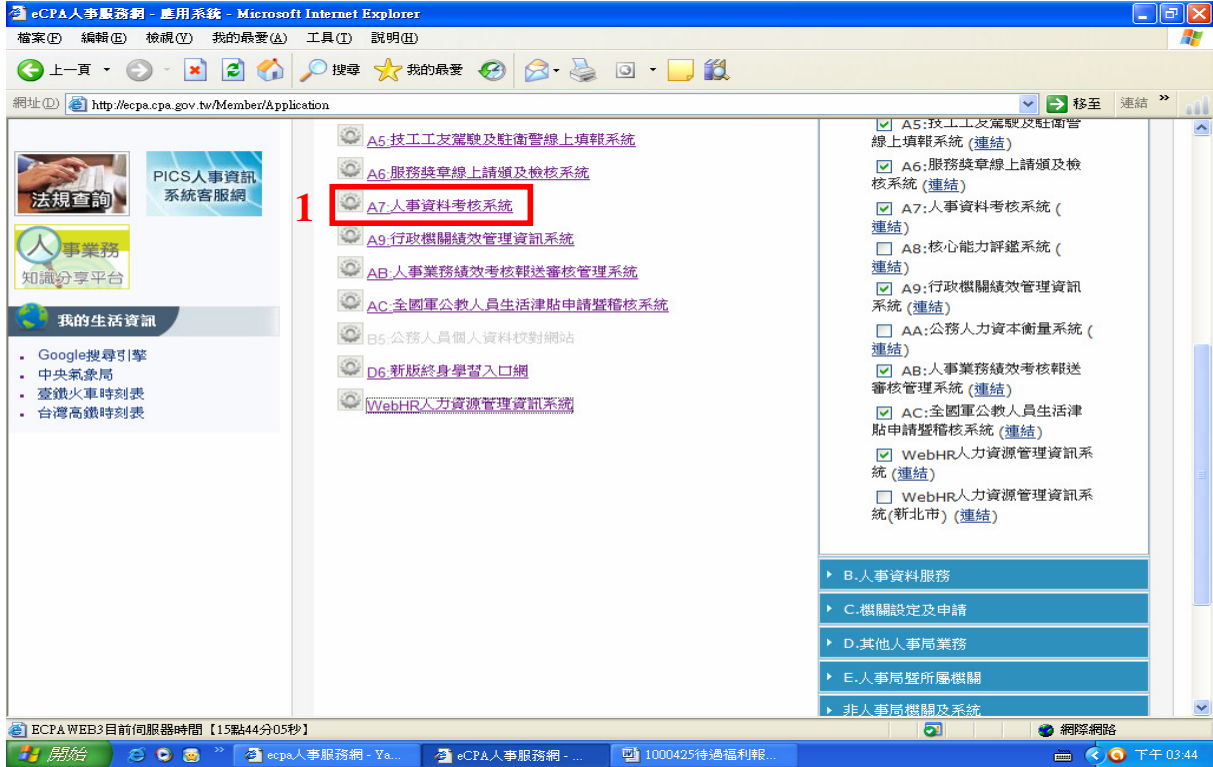 eCPA人事服務網 - 應用系統 - Microsoft Internet Explorer
檔案(F) 編輯(E) 檢視(V) 我的最愛(A) 工具(T) 說明(H)
上一頁 搜尋 我的最愛
網址(D) http://ecpa.cpa.gov.tw/Member/Application 移至 連結 »
法規查詢
PICS人事資訊
系統客服網
人事業務
知識分享平台
我的生活資訊
Google搜尋引擎
中央氣象局
臺鐵火車時刻表
台灣高鐵時刻表
1
A5:技工工友駕駛及駐衛警線上填報系統
A6:服務獎章線上請頒及檢核系統
A7:人事資料考核系統
A9:行政機關績效管理資訊系統
AB:人事業務績效考核報送審核管理系統
AC:全國軍公教人員生活津貼申請暨稽核系統
B5:公務人員個人資料校對網站
D6:新版終身學習入口網
WebHR人力資源管理資訊系統
A5:技工工友駕駛及駐衛警
線上填報系統 (連結)
A6:服務獎章線上請頒及檢
核系統 (連結)
A7:人事資料考核系統 (
連結)
A8:核心能力評鑑系統 (
連結)
A9:行政機關績效管理資訊
系統 (連結)
AA:公務人力資本衡量系統 (
連結)
AB:人事業務績效考核報送
審核管理系統 (連結)
AC:全國軍公教人員生活津
貼申請暨稽核系統 (連結)
WebHR人力資源管理資訊系
統 (連結)
WebHR人力資源管理資訊系
統(新北市) (連結)
B.人事資料服務
C.機關設定及申請
D.其他人事局業務
E.人事局暨所屬機關
非人事局機關及系統
ECPAWEB3目前伺服器時間【15點44分05秒】 網際網路
開始 » ecpa人事服務網 - Ya... eCPA人事服務網 - ... 1000425待遇福利報... 下午 03:44